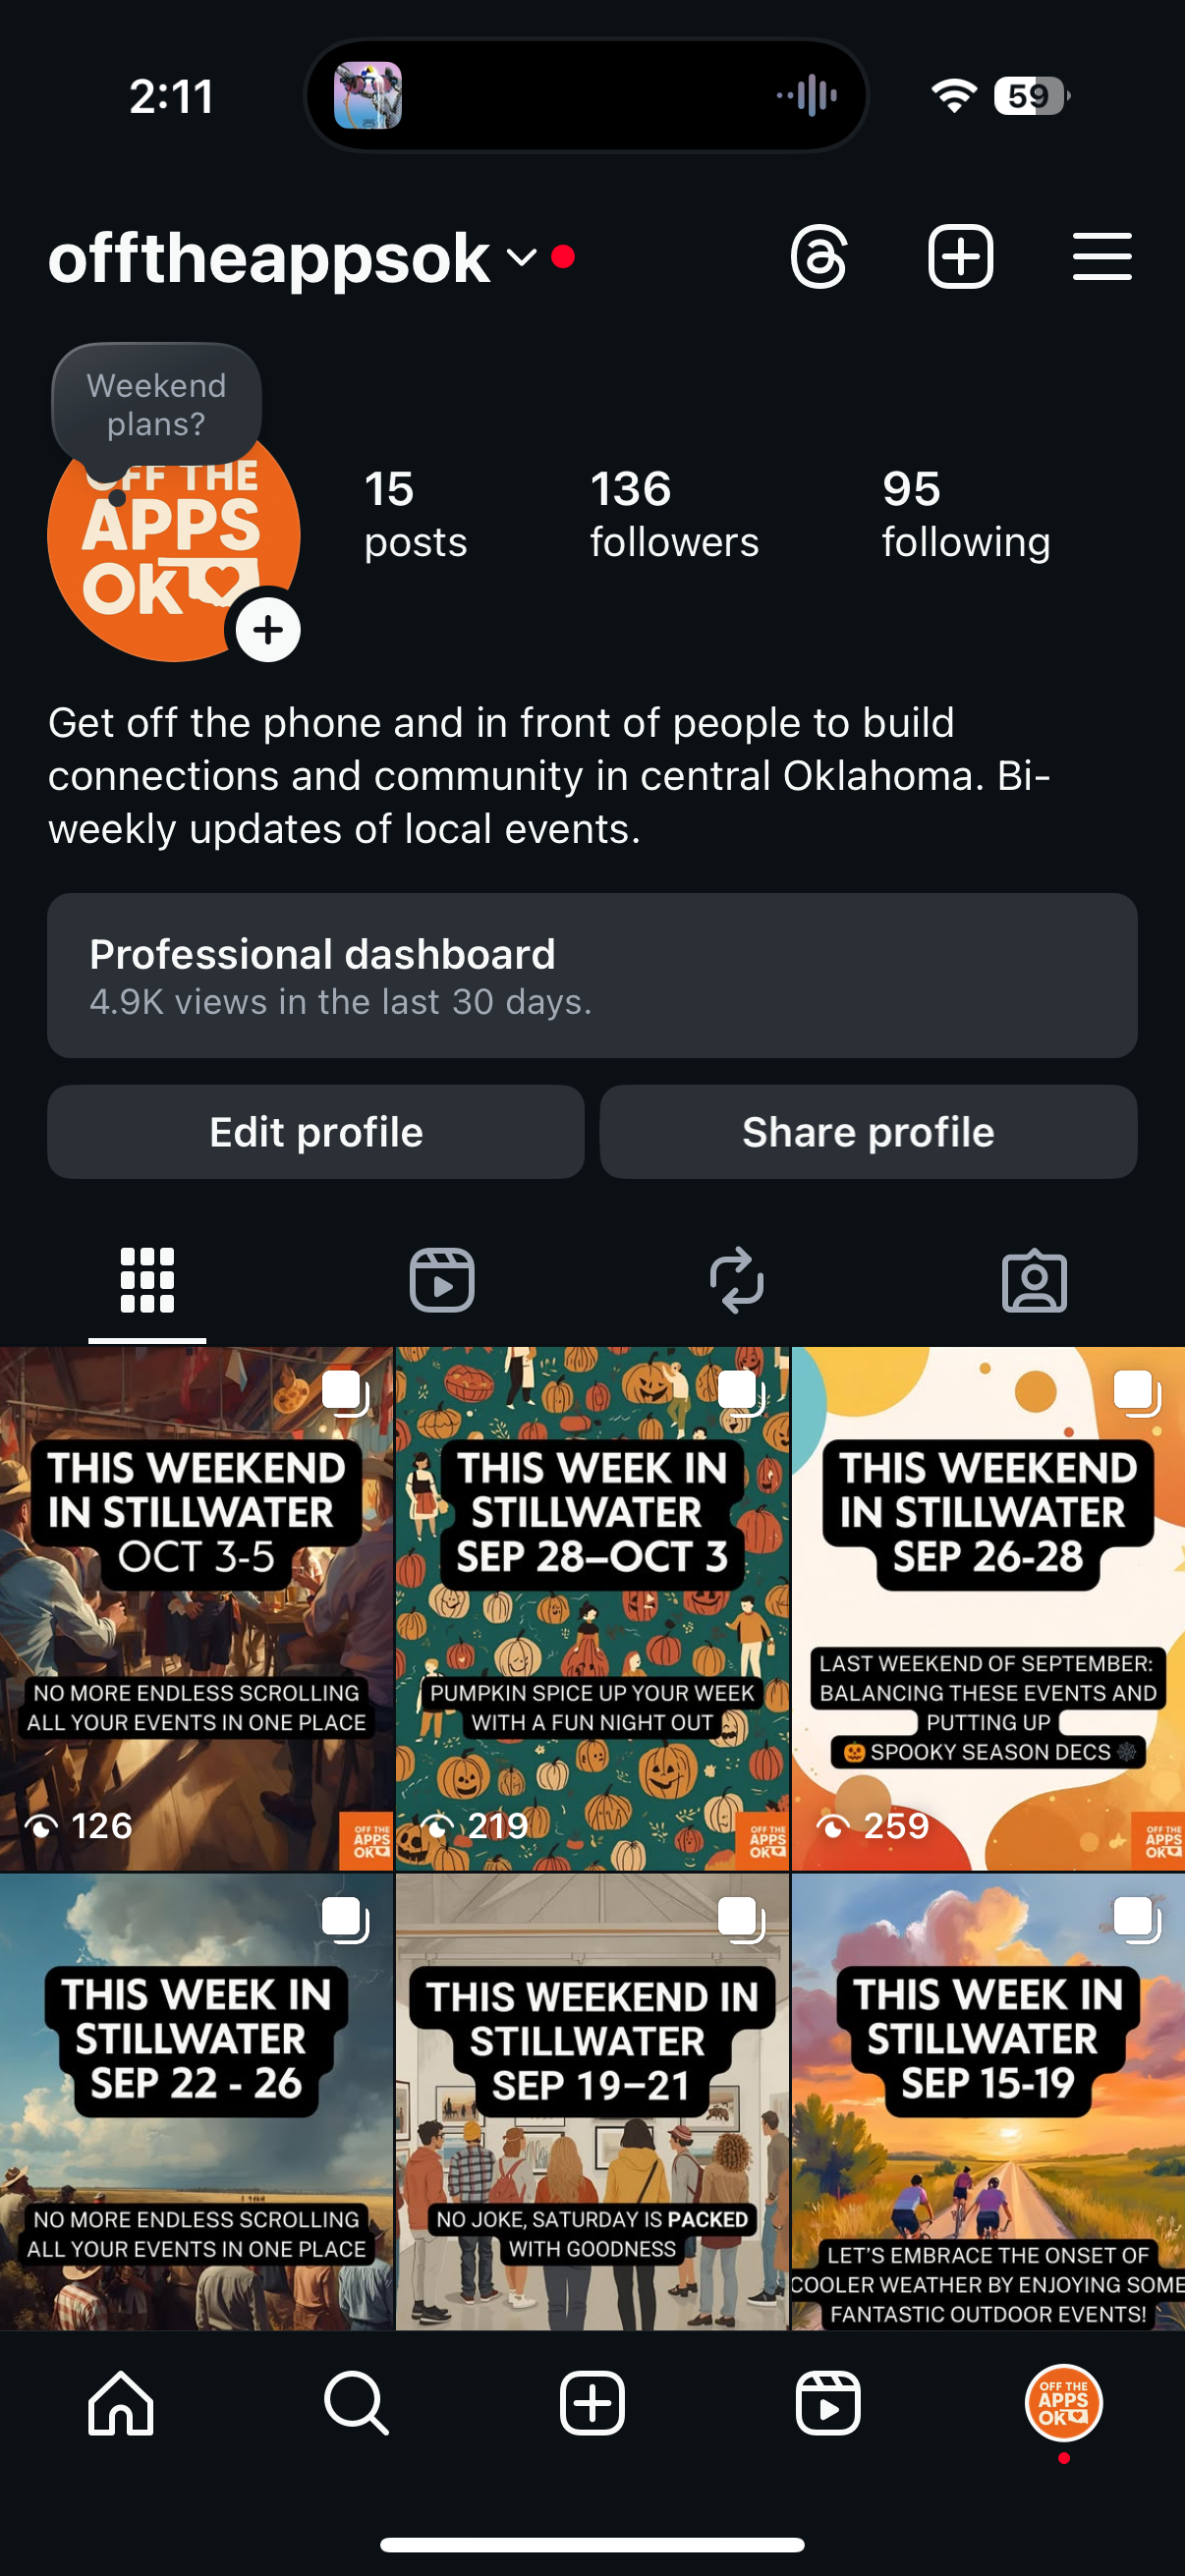 2:11
59
offtheappsok
Weekend
plans?
OFF THE
APPS
OK
15
posts
136
followers
95
following
Get off the phone and in front of people to build
connections and community in central Oklahoma. Bi-
weekly updates of local events.
Professional dashboard
4.9K views in the last 30 days.
Edit profile
Share profile
THIS WEEKEND
IN STILLWATER
OCT 3-5
NO MORE ENDLESS SCROLLING
ALL YOUR EVENTS IN ONE PLACE
126
OFF THE
APPS
OK
THIS WEEK IN
STILLWATER
SEP 28–OCT 3
PUMPKIN SPICE UP YOUR WEEK
WITH A FUN NIGHT OUT
219
OFF THE
APPS
OK
THIS WEEKEND
IN STILLWATER
SEP 26-28
LAST WEEKEND OF SEPTEMBER:
BALANCING THESE EVENTS AND
PUTTING UP
🎃 SPOOKY SEASON DECS 🕸️
259
OFF THE
APPS
OK
THIS WEEK IN
STILLWATER
SEP 22 - 26
NO MORE ENDLESS SCROLLING
ALL YOUR EVENTS IN ONE PLACE
THIS WEEKEND IN
STILLWATER
SEP 19–21
NO JOKE, SATURDAY IS PACKED
WITH GOODNESS
THIS WEEK IN
STILLWATER
SEP 15-19
LET'S EMBRACE THE ONSET OF
COOLER WEATHER BY ENJOYING SOME
FANTASTIC OUTDOOR EVENTS!
OFF THE
APPS
OK